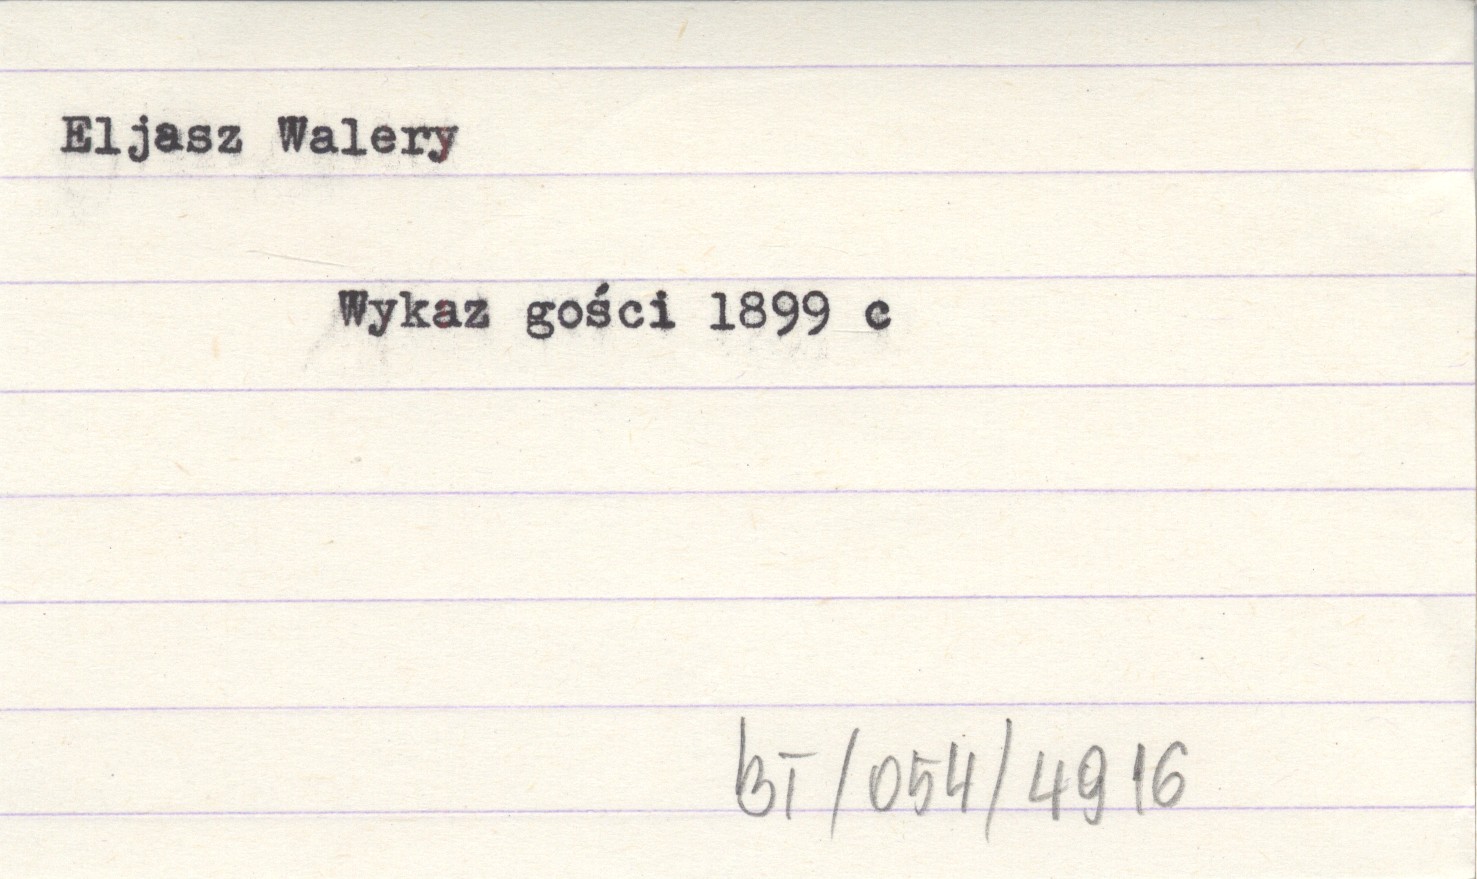 Eljasz Walery
Wykaz gości 1899 c
BT/054/4916